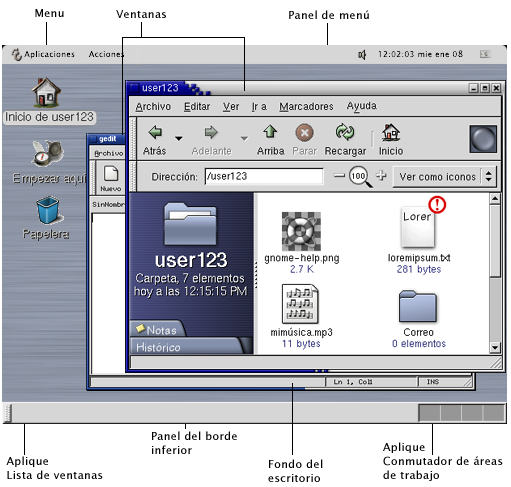 Menu
Ventanas
Panel de menú
Aplicaciones
Acciones
12:02:03 mie ene 08
Inicio de user123
Empezar aquí
Papelera
gedit
Archivo
Nuevo
user123
Archivo Editar Ver Ir a Marcadores Ayuda
Atrás Adelante Arriba Parar Recargar Inicio
Dirección: /user123 100 Ver como iconos
user123
Carpeta, 7 elementos
hoy a las 12:15:15 PM
Notas
Histórico
gnome-help.png
2.7 K
Lorer
loremipsum.txt
281 bytes
mimúsica.mp3
11 bytes
Correo
0 elementos
SinNombr
Ln 1, Col1 INS
Aplique
Lista de ventanas
Panel del borde
inferior
Fondo del
escritorio
Aplique
Conmutador de áreas
de trabajo